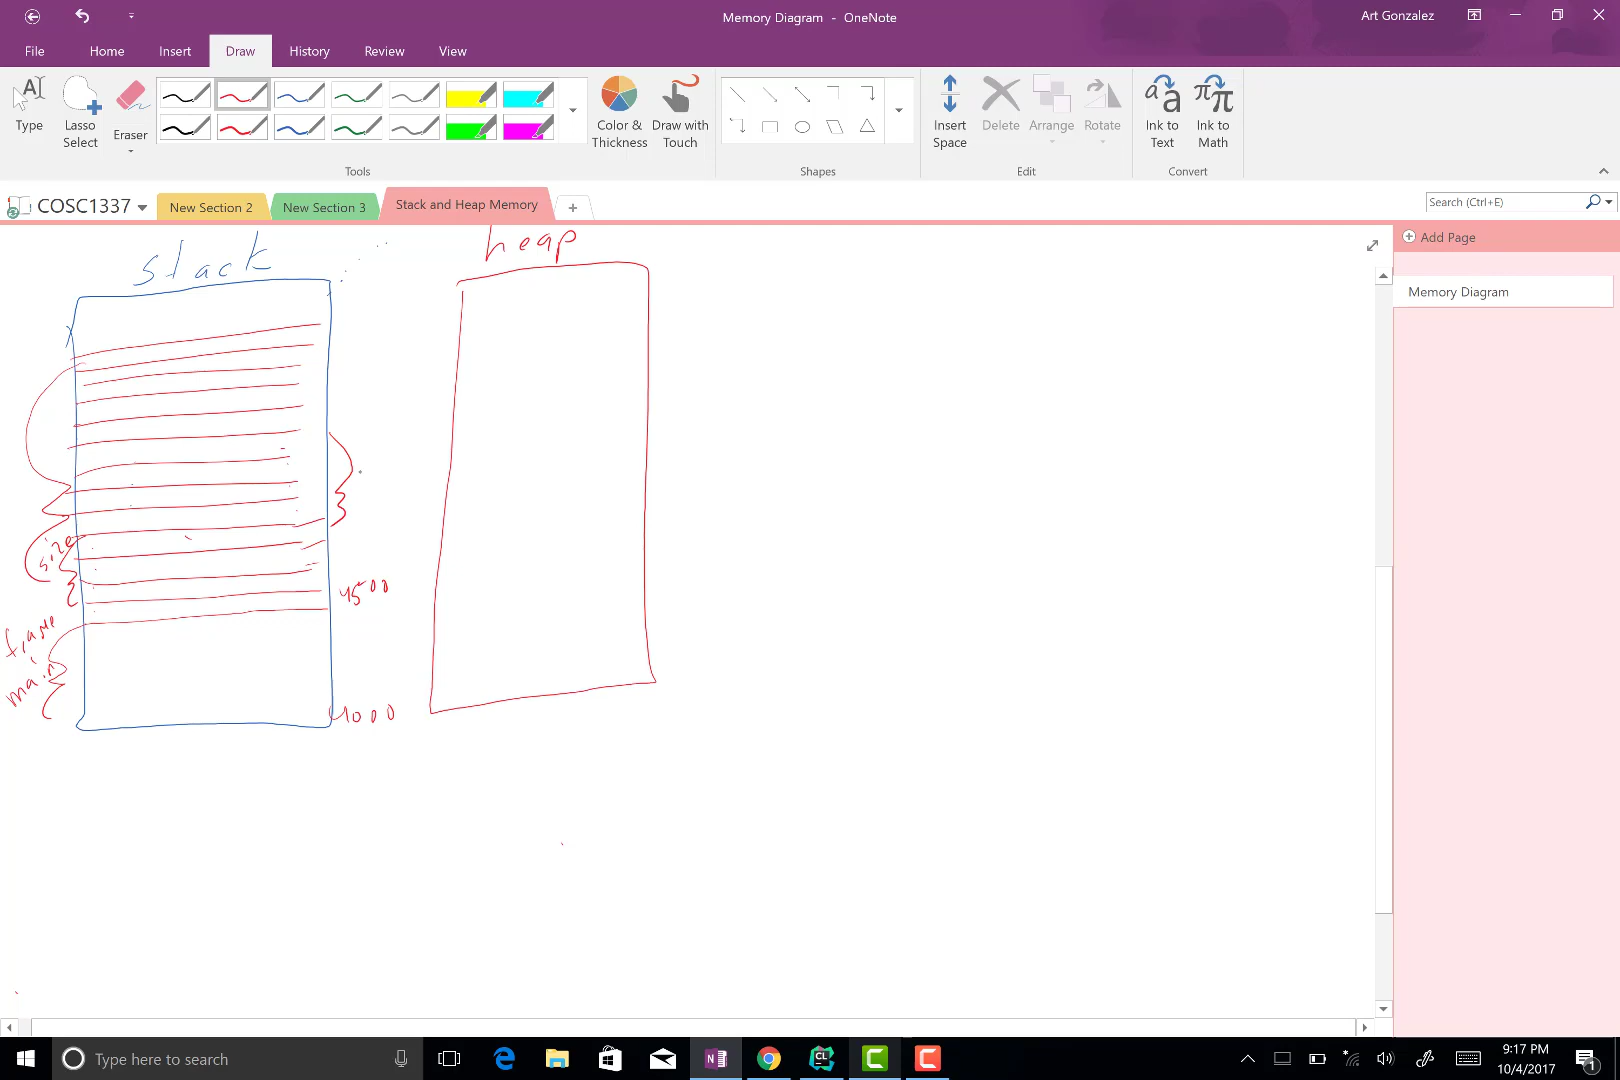 Memory Diagram - OneNote
Art Gonzalez
File Home Insert Draw History Review View
Type
Lasso Select
Eraser
Color & Thickness
Draw with Touch
Insert Space
Delete
Arrange
Rotate
Ink to Text
Ink to Math
Tools
Shapes
Edit
Convert
COSC1337
New Section 2
New Section 3
Stack and Heap Memory
Search (Ctrl+E)
Add Page
Memory Diagram
stack
heap
size
4500
frame
main
1000
Type here to search
9:17 PM
10/4/2017